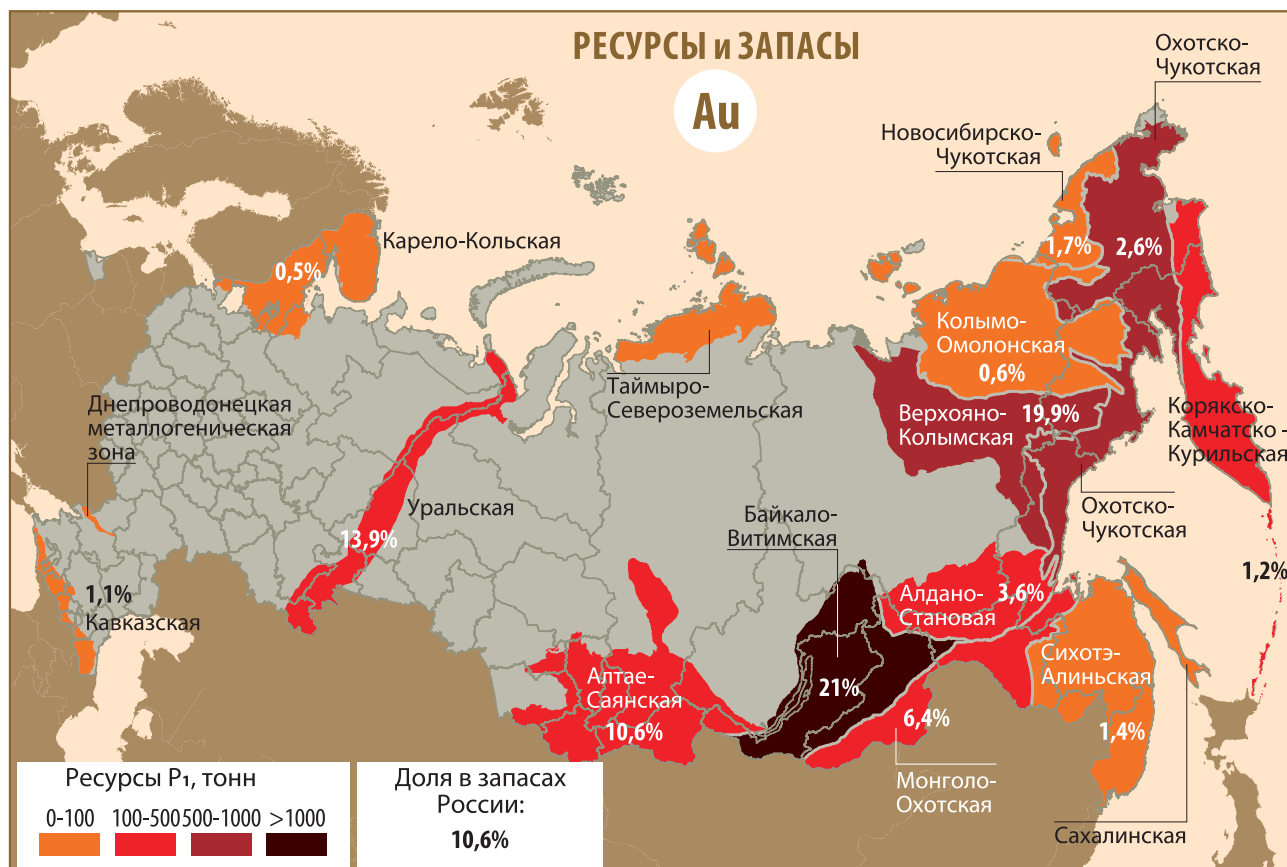 РЕСУРСЫ и ЗАПАСЫ
Au
Охотско-
Чукотская
Новосибирско-
Чукотская
1,7%
2,6%
Карело-Кольская
0,5%
Колымо-
Омолонская
0,6%
Таймыро-
Североземельская
Верхояно-
Колымская
19,9%
Корякско-
Камчатско -
Курильская
1,2%
Днепроводонецкая
металлогеническая
зона
Уральская
13,9%
Байкало-
Витимская
21%
Охотско-
Чукотская
Алдано-
Становая
3,6%
1,1%
Кавказская
Алтае-
Саянская
10,6%
Сихотэ-
Алиньская
1,4%
6,4%
Монголо-
Охотская
Сахалинская
Ресурсы P₁, тонн
0-100 100-500 500-1000 >1000
Доля в запасах
России:
10,6%